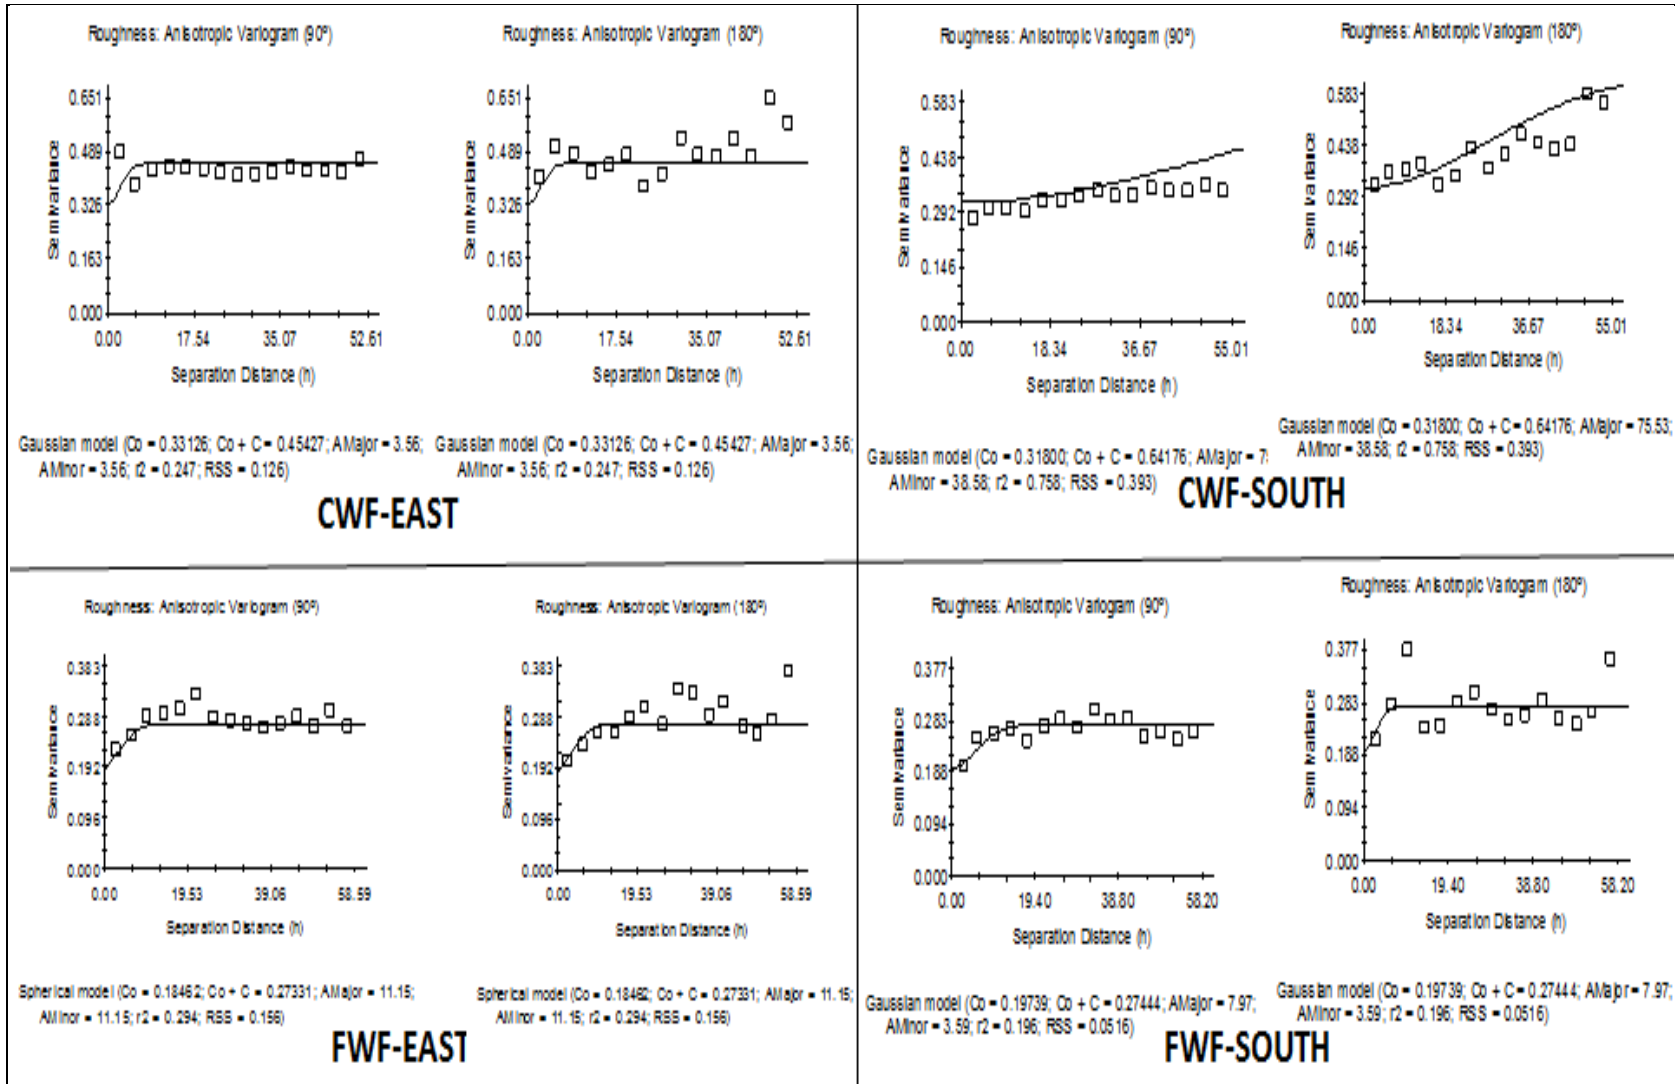 Roughness: Anisotropic Variogram (90º)
Semivariance
0.651
0.489
0.326
0.163
0.000
0.00 17.54 35.07 52.61
Separation Distance (h)
Gaussian model (Co = 0.33126; Co + C = 0.45427; AMajor = 3.56;
AMinor = 3.56; r2 = 0.247; RSS = 0.126)
Roughness: Anisotropic Variogram (180º)
Semivariance
0.651
0.489
0.326
0.163
0.000
0.00 17.54 35.07 52.61
Separation Distance (h)
Gaussian model (Co = 0.33126; Co + C = 0.45427; AMajor = 3.56;
AMinor = 3.56; r2 = 0.247; RSS = 0.126)
CWF-EAST
Roughness: Anisotropic Variogram (90º)
Semivariance
0.583
0.438
0.292
0.146
0.000
0.00 18.34 36.67 55.01
Separation Distance (h)
Gaussian model (Co = 0.31800; Co + C = 0.64176; AMajor = 7
AMinor = 38.58; r2 = 0.758; RSS = 0.393)
Roughness: Anisotropic Variogram (180º)
Semivariance
0.583
0.438
0.292
0.146
0.000
0.00 18.34 36.67 55.01
Separation Distance (h)
Gaussian model (Co = 0.31800; Co + C = 0.64176; AMajor = 75.53;
AMinor = 38.58; r2 = 0.758; RSS = 0.393)
CWF-SOUTH
Roughness: Anisotropic Variogram (90º)
Semivariance
0.383
0.288
0.192
0.096
0.000
0.00 19.53 39.06 58.59
Separation Distance (h)
Spherical model (Co = 0.18462; Co + C = 0.27331; AMajor = 11.15;
AMinor = 11.15; r2 = 0.294; RSS = 0.156)
Roughness: Anisotropic Variogram (180º)
Semivariance
0.383
0.288
0.192
0.096
0.000
0.00 19.53 39.06 58.59
Separation Distance (h)
Spherical model (Co = 0.18462; Co + C = 0.27331; AMajor = 11.15;
AMinor = 11.15; r2 = 0.294; RSS = 0.156)
FWF-EAST
Roughness: Anisotropic Variogram (90º)
Semivariance
0.377
0.283
0.188
0.094
0.000
0.00 19.40 38.80 58.20
Separation Distance (h)
Gaussian model (Co = 0.19739; Co + C = 0.27444; AMajor = 7.97;
AMinor = 3.59; r2 = 0.196; RSS = 0.0516)
Roughness: Anisotropic Variogram (180º)
Semivariance
0.377
0.283
0.188
0.094
0.000
0.00 19.40 38.80 58.20
Separation Distance (h)
Gaussian model (Co = 0.19739; Co + C = 0.27444; AMajor = 7.97;
AMinor = 3.59; r2 = 0.196; RSS = 0.0516)
FWF-SOUTH